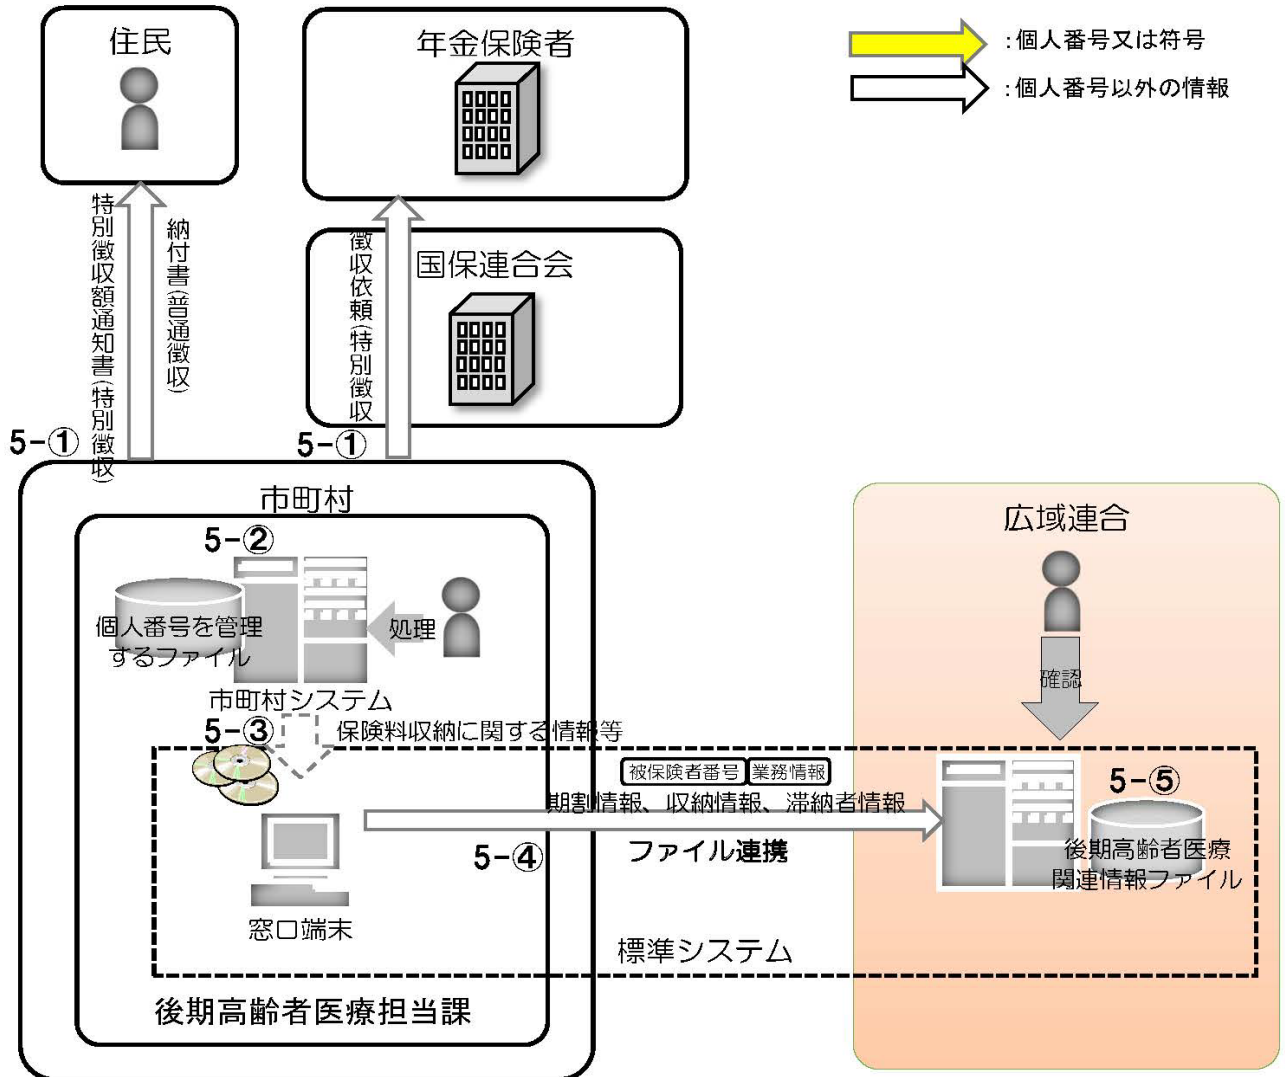 住民
年金保険者
:個人番号又は符号
:個人番号以外の情報
特別徴収額通知書(特別徴収)
納付書(普通徴収)
徴収依頼(特別徴収
国保連合会
5-①
5-①
市町村
広域連合
5-②
個人番号を管理
するファイル
処理
市町村システム
確認
5-③
保険料収納に関する情報等
被保険者番号 業務情報
期割情報、収納情報、滞納者情報
5-④
ファイル連携
5-⑤
後期高齢者医療
関連情報ファイル
窓口端末
標準システム
後期高齢者医療担当課